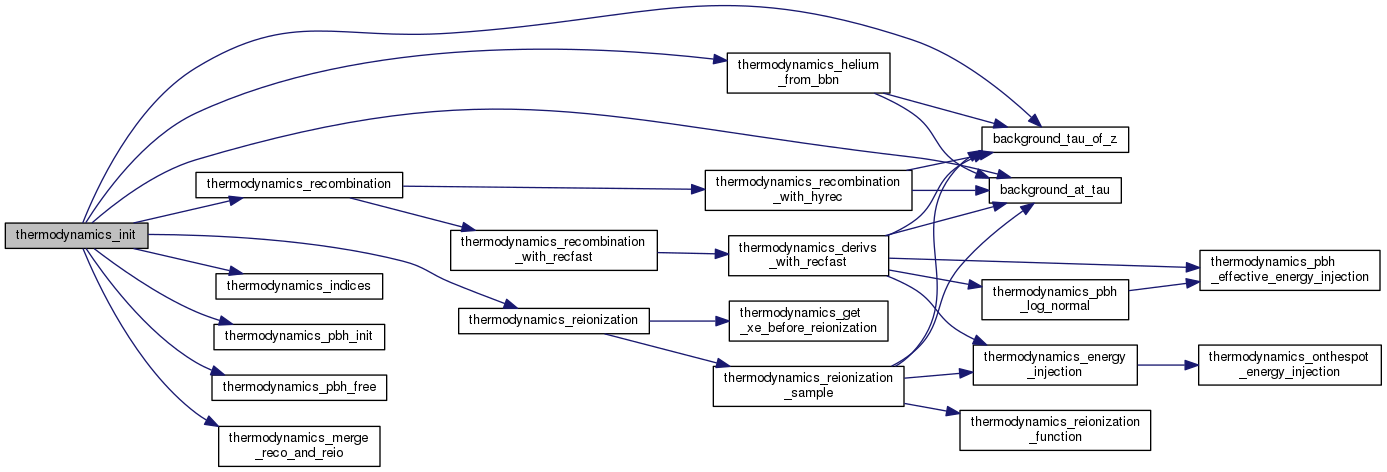 thermodynamics_init
thermodynamics_recombination
thermodynamics_indices
thermodynamics_pbh_init
thermodynamics_pbh_free
thermodynamics_merge
_reco_and_reio
thermodynamics_recombination
_with_recfast
thermodynamics_reionization
thermodynamics_helium
_from_bbn
thermodynamics_recombination
_with_hyrec
thermodynamics_derivs
_with_recfast
thermodynamics_get
_xe_before_reionization
thermodynamics_reionization
_sample
background_tau_of_z
background_at_tau
thermodynamics_pbh
_log_normal
thermodynamics_energy
_injection
thermodynamics_reionization
_function
thermodynamics_pbh
_effective_energy_injection
thermodynamics_onthespot
_energy_injection